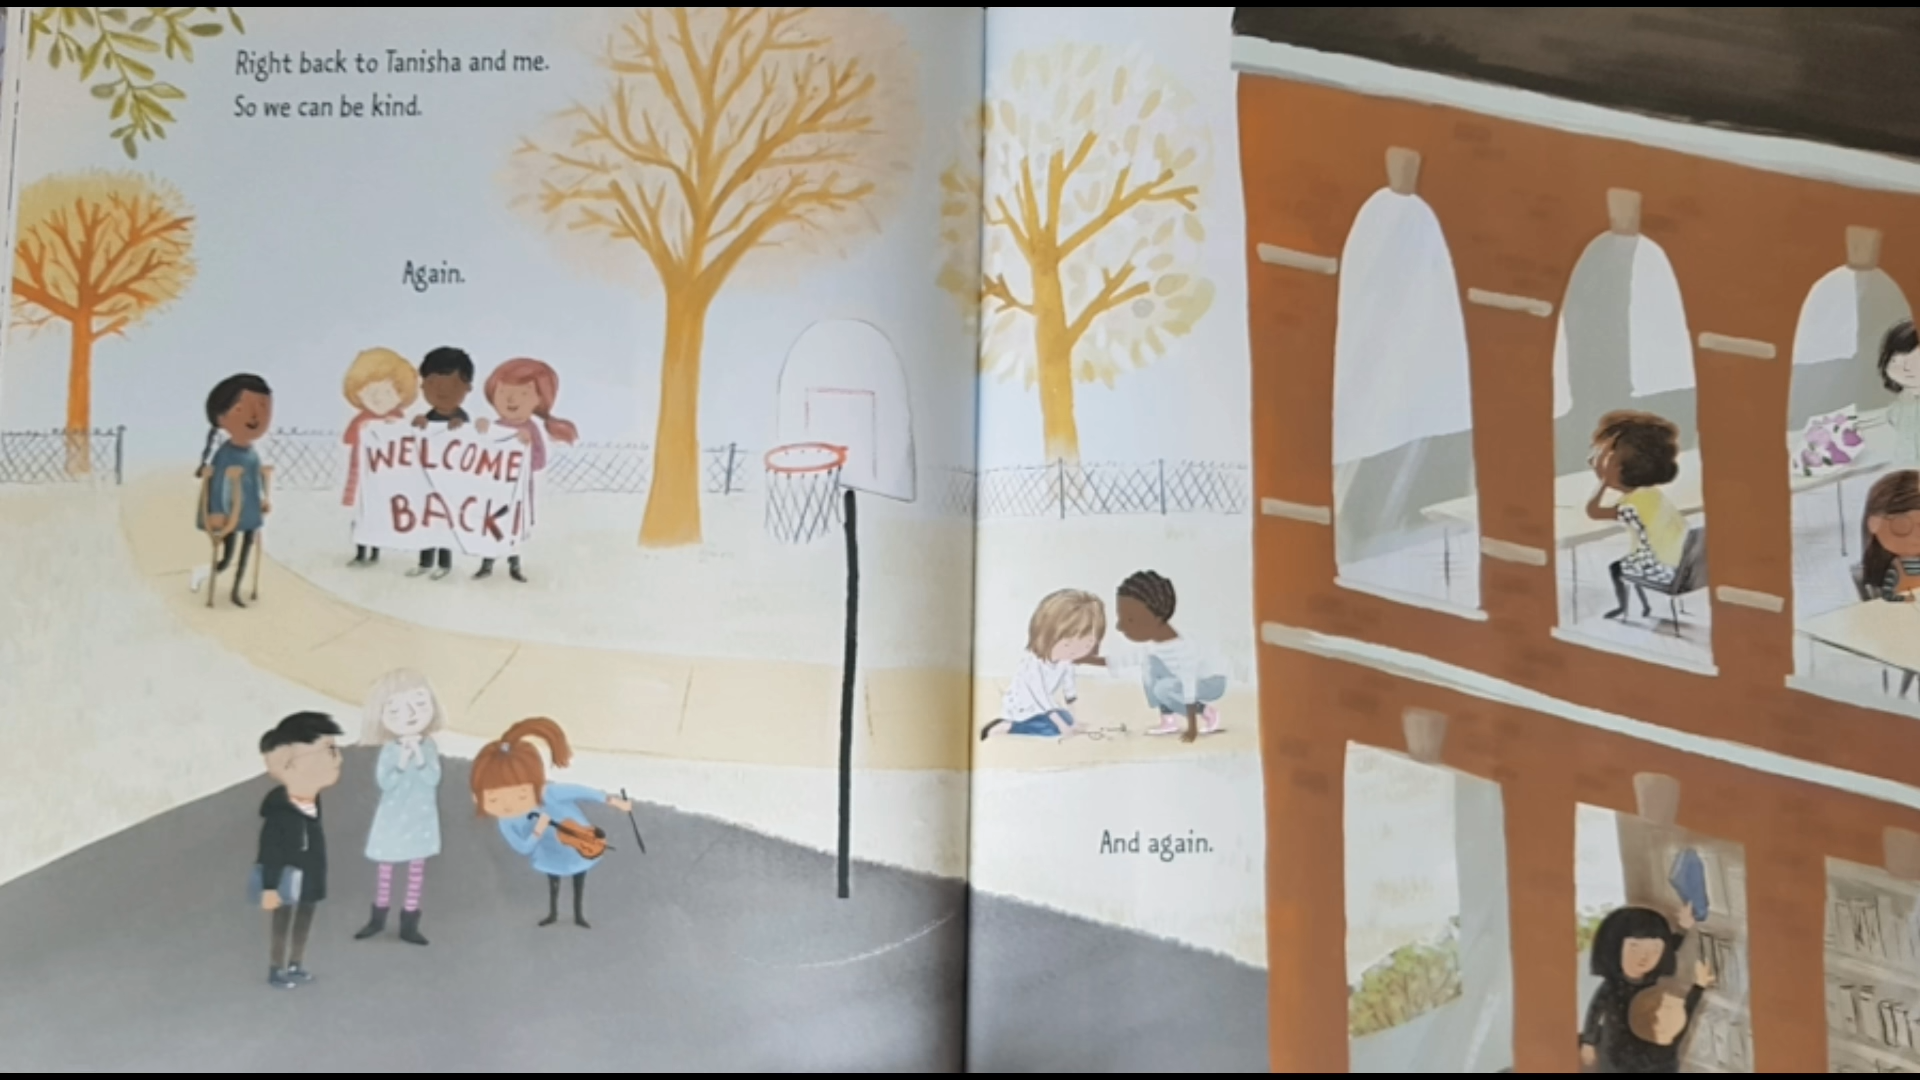 Right back to Tanisha and me.
So we can be kind.
Again.
WELCOME
BACK!
And again.